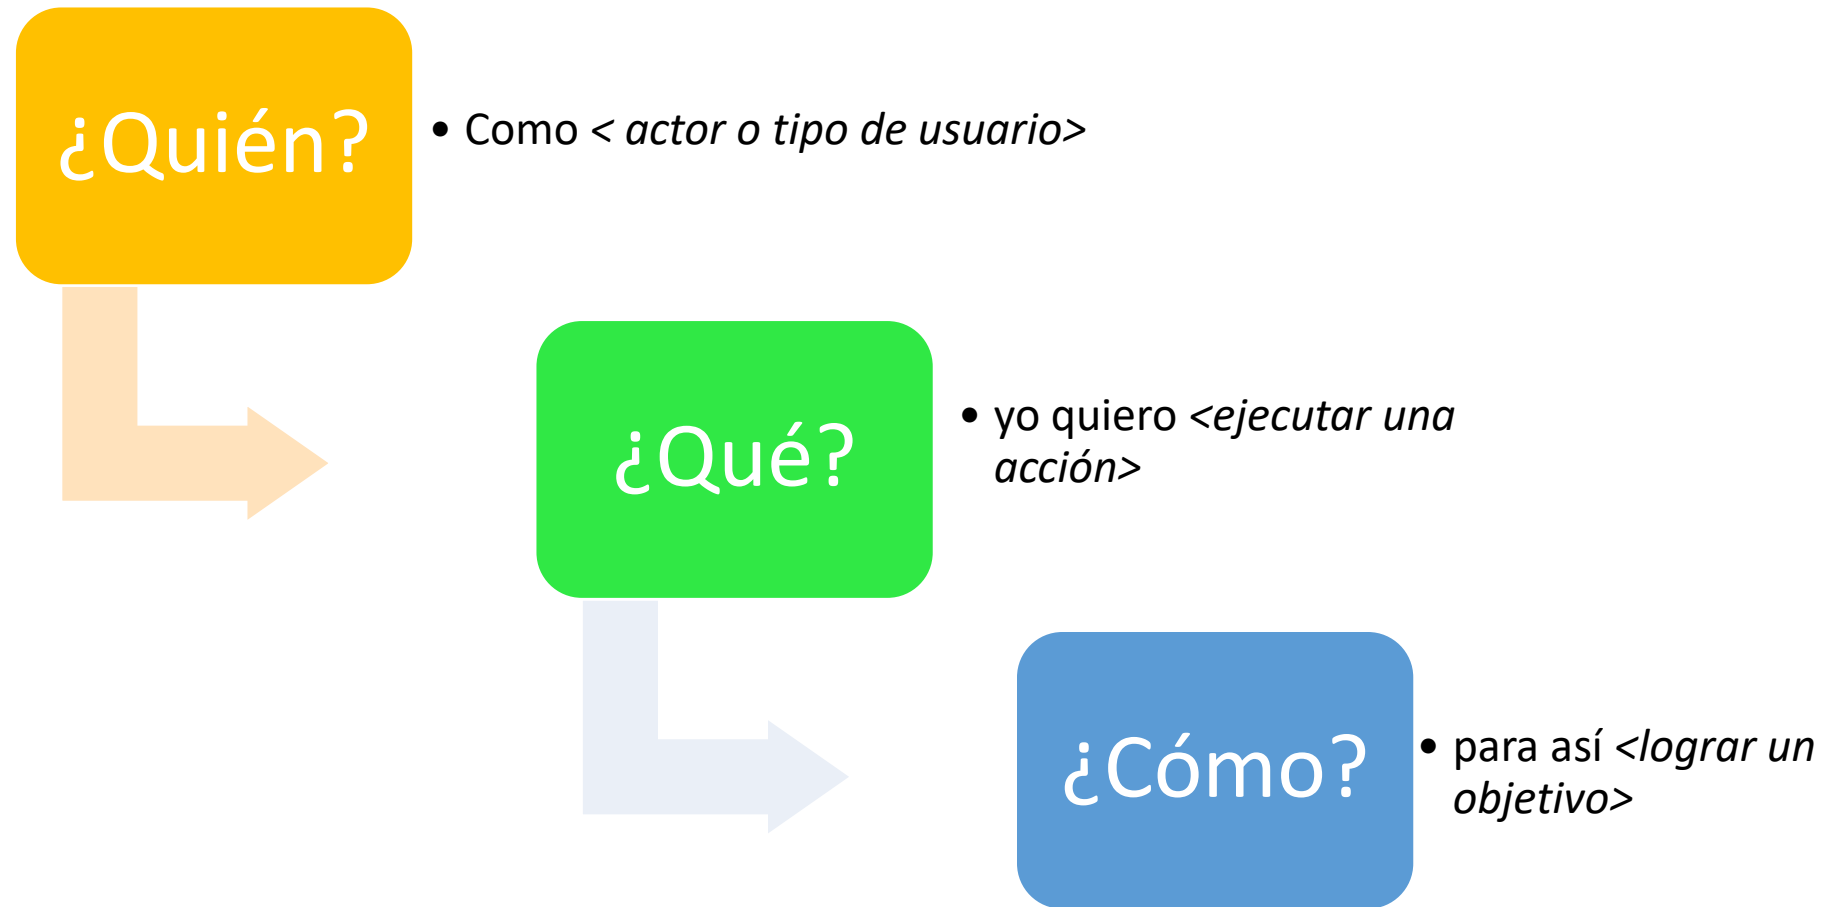 ¿Quién?
• Como < actor o tipo de usuario>
¿Qué?
• yo quiero <ejecutar una
acción>
¿Cómo?
• para así <lograr un
objetivo>